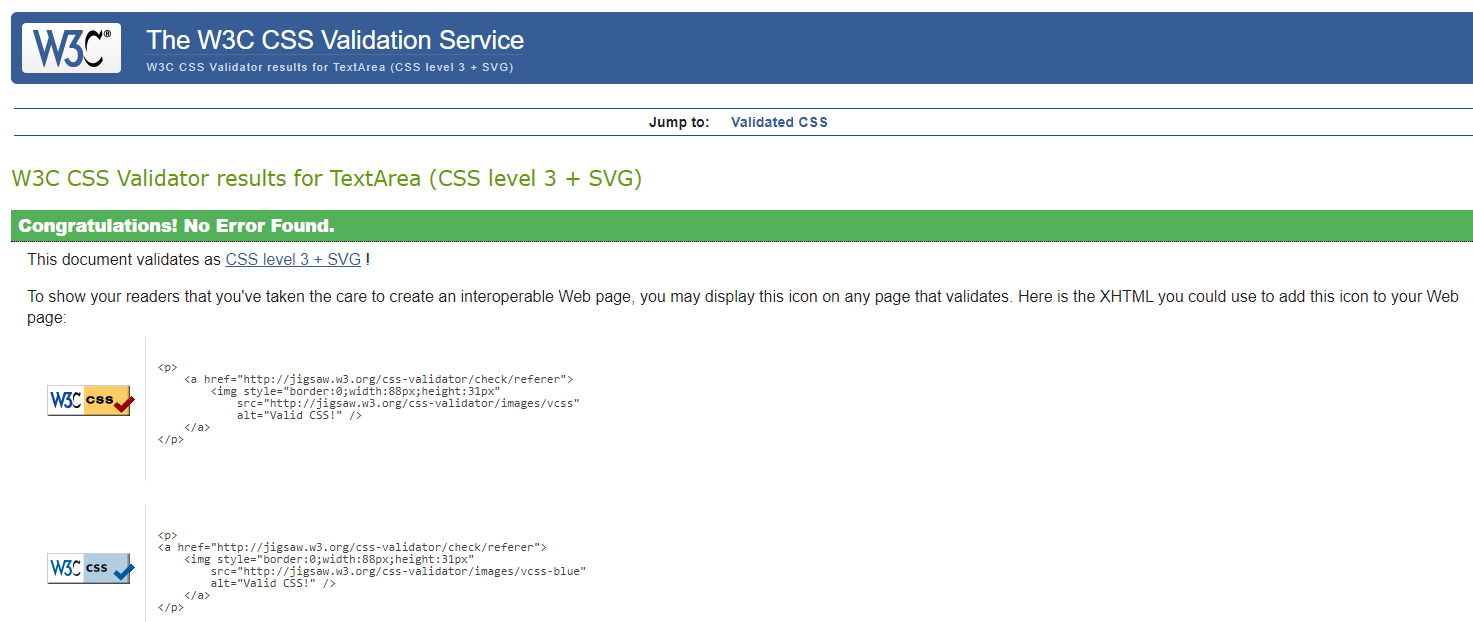 W3C®
The W3C CSS Validation Service
W3C CSS Validator results for TextArea (CSS level 3 + SVG)
Jump to: Validated CSS
W3C CSS Validator results for TextArea (CSS level 3 + SVG)
Congratulations! No Error Found.
This document validates as CSS level 3 + SVG !
To show your readers that you've taken the care to create an interoperable Web page, you may display this icon on any page that validates. Here is the XHTML you could use to add this icon to your Web
page:
W3C css
<p>
    <a href="http://jigsaw.w3.org/css-validator/check/referer">
        <img style="border:0;width:88px;height:31px"
            src="http://jigsaw.w3.org/css-validator/images/vcss"
            alt="Valid CSS!" />
    </a>
</p>
W3C css
<p>
<a href="http://jigsaw.w3.org/css-validator/check/referer">
    <img style="border:0;width:88px;height:31px"
        src="http://jigsaw.w3.org/css-validator/images/vcss-blue"
        alt="Valid CSS!" />
    </a>
</p>